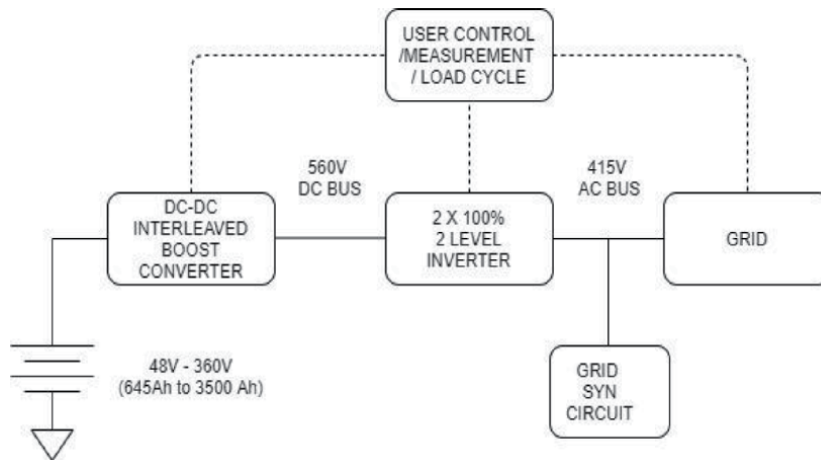 USER CONTROL
/MEASUREMENT
/ LOAD CYCLE
560V
DC BUS
415V
AC BUS
DC-DC
INTERLEAVED
BOOST
CONVERTER
2 X 100%
2 LEVEL
INVERTER
GRID
48V - 360V
(645Ah to 3500 Ah)
GRID
SYN
CIRCUIT